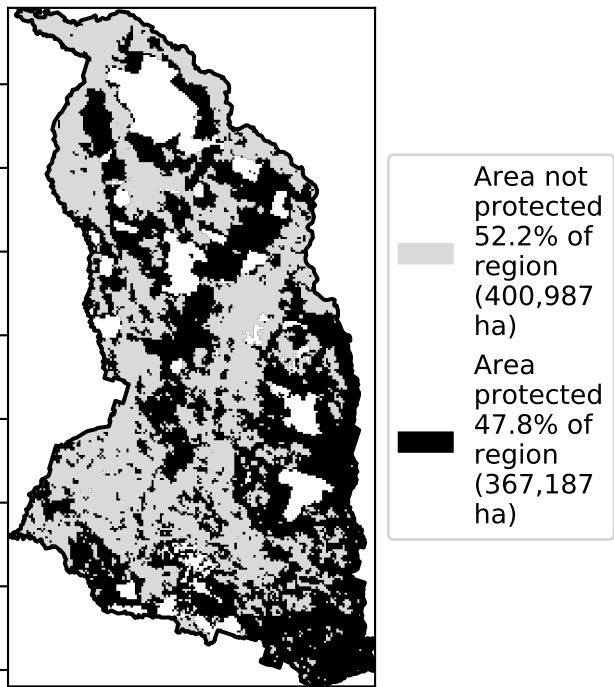 Area not
protected
52.2% of
region
(400,987
ha)
Area
protected
47.8% of
region
(367,187
ha)